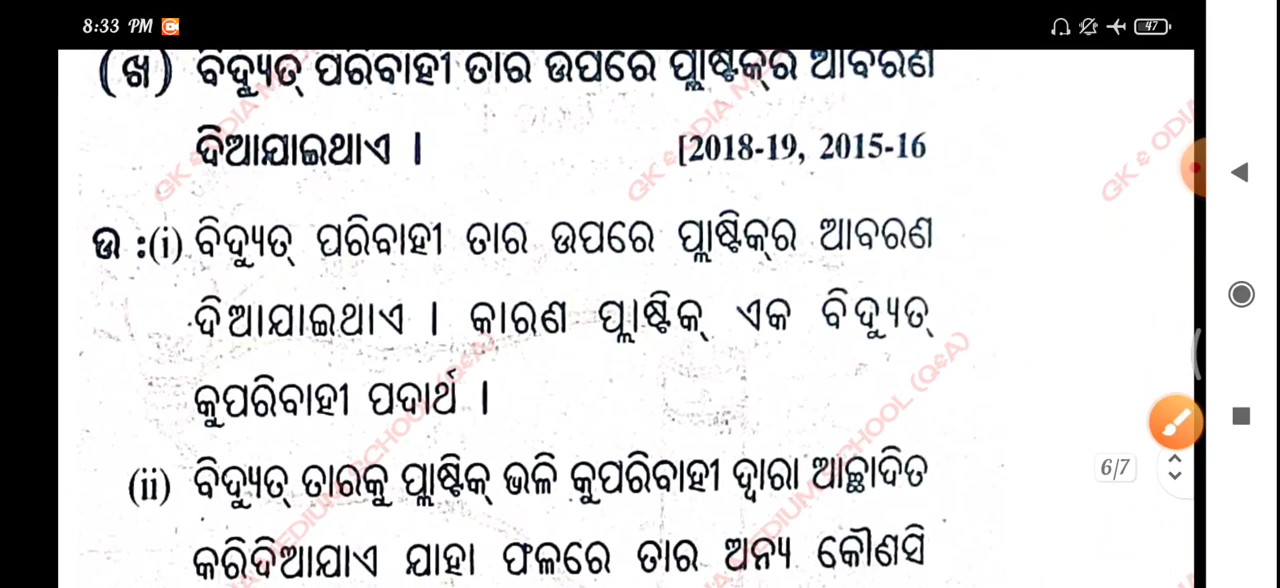 8:33 PM
47
(ଖ) ବିଦ୍ୟୁତ୍ ପରିବାହୀ ତାର ଉପରେ ପ୍ଲାଷ୍ଟିକ୍‌ର ଆବରଣ
ଦିଆଯାଇଥାଏ । [2018-19, 2015-16
ଉ :(i) ବିଦ୍ୟୁତ୍ ପରିବାହୀ ତାର ଉପରେ ପ୍ଲାଷ୍ଟିକ୍‌ର ଆବରଣ
ଦିଆଯାଇଥାଏ । କାରଣ ପ୍ଲାଷ୍ଟିକ୍ ଏକ ବିଦ୍ୟୁତ୍
କୁପରିବାହୀ ପଦାର୍ଥ ।
6/7
(ii) ବିଦ୍ୟୁତ୍ ତାରକୁ ପ୍ଲାଷ୍ଟିକ୍ ଭଳି କୁପରିବାହୀ ଦ୍ୱାରା ଆଚ୍ଛାଦିତ
କରିଦିଆଯାଏ ଯାହା ଫଳରେ ତାର ଅନ୍ୟ କୌଣସି